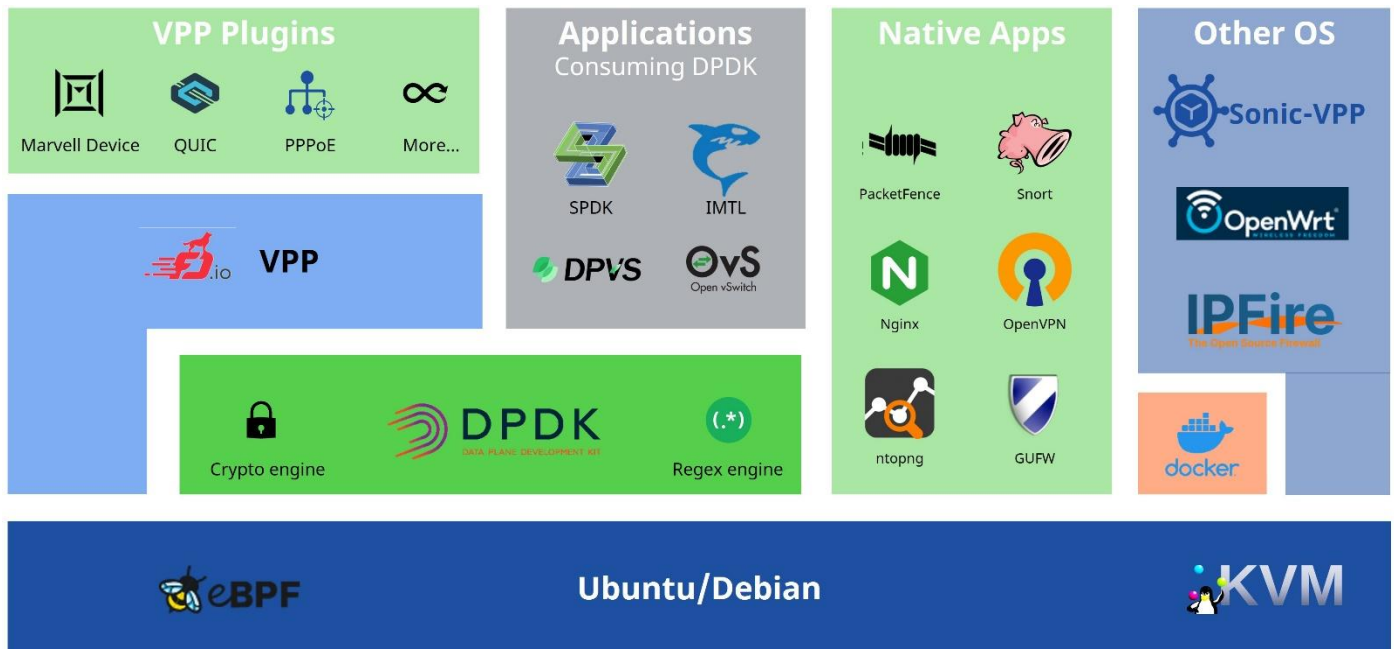 VPP Plugins
Marvell Device
QUIC
PPPoE
More...
.io
VPP
Applications
Consuming DPDK
SPDK
IMTL
DPVS
OvS
Open vSwitch
Crypto engine
DPDK
DATA PLANE DEVELOPMENT KIT
(.*)
Regex engine
Native Apps
PacketFence
Snort
N
Nginx
OpenVPN
ntopng
GUFW
Other OS
Sonic-VPP
OpenWrt
WIRELESS FREEDOM
IPFire
The Open Source Firewall
docker
eBPF
Ubuntu/Debian
KVM